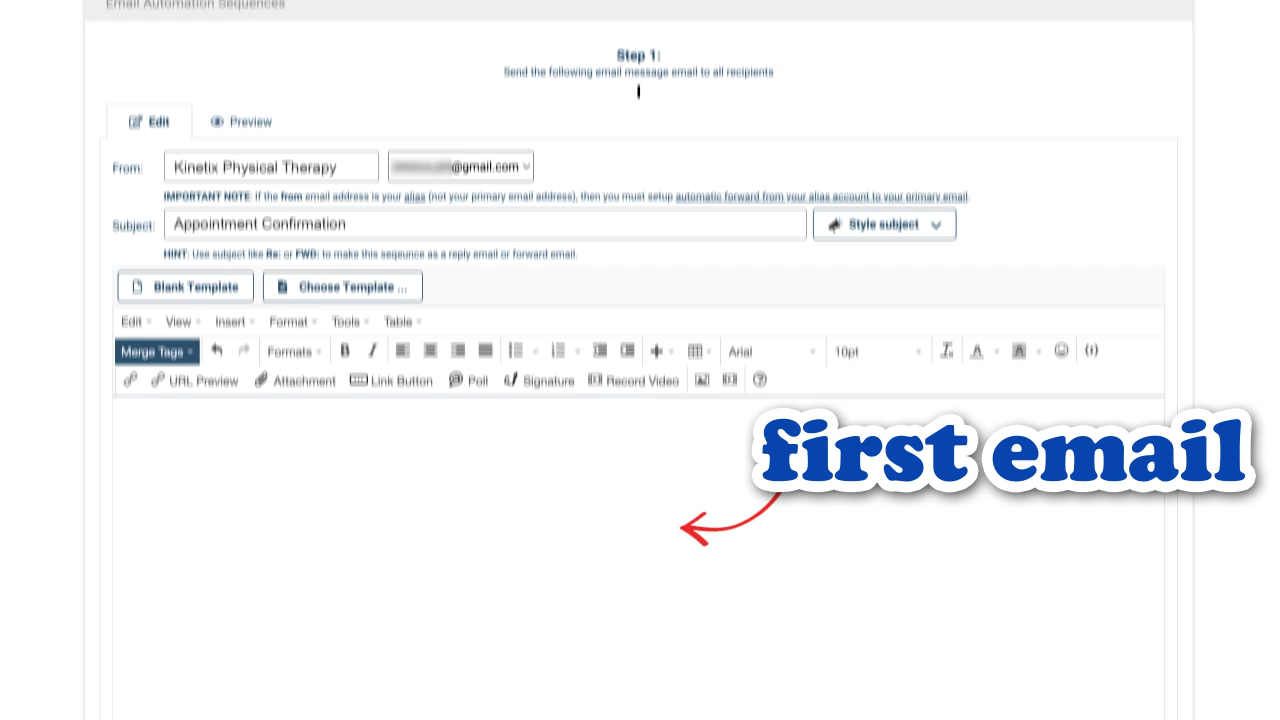 Email Automation Sequences
Step 1:
Send the following email message email to all recipients
Edit Preview
From: Kinetix Physical Therapy @gmail.com
IMPORTANT NOTE: if the from email address is your alias (not your primary email address), then you must setup automatic forward from your alias account to your primary email.
Subject: Appointment Confirmation Style subject
HINT: Use subject like Re: or FWD: to make this seqeunce as a reply email or forward email.
Blank Template Choose Template ...
Edit View Insert Format Tools Table
Merge Tags Formats B I Arial 10pt
URL Preview Attachment Link Button Poll Signature Record Video
first email